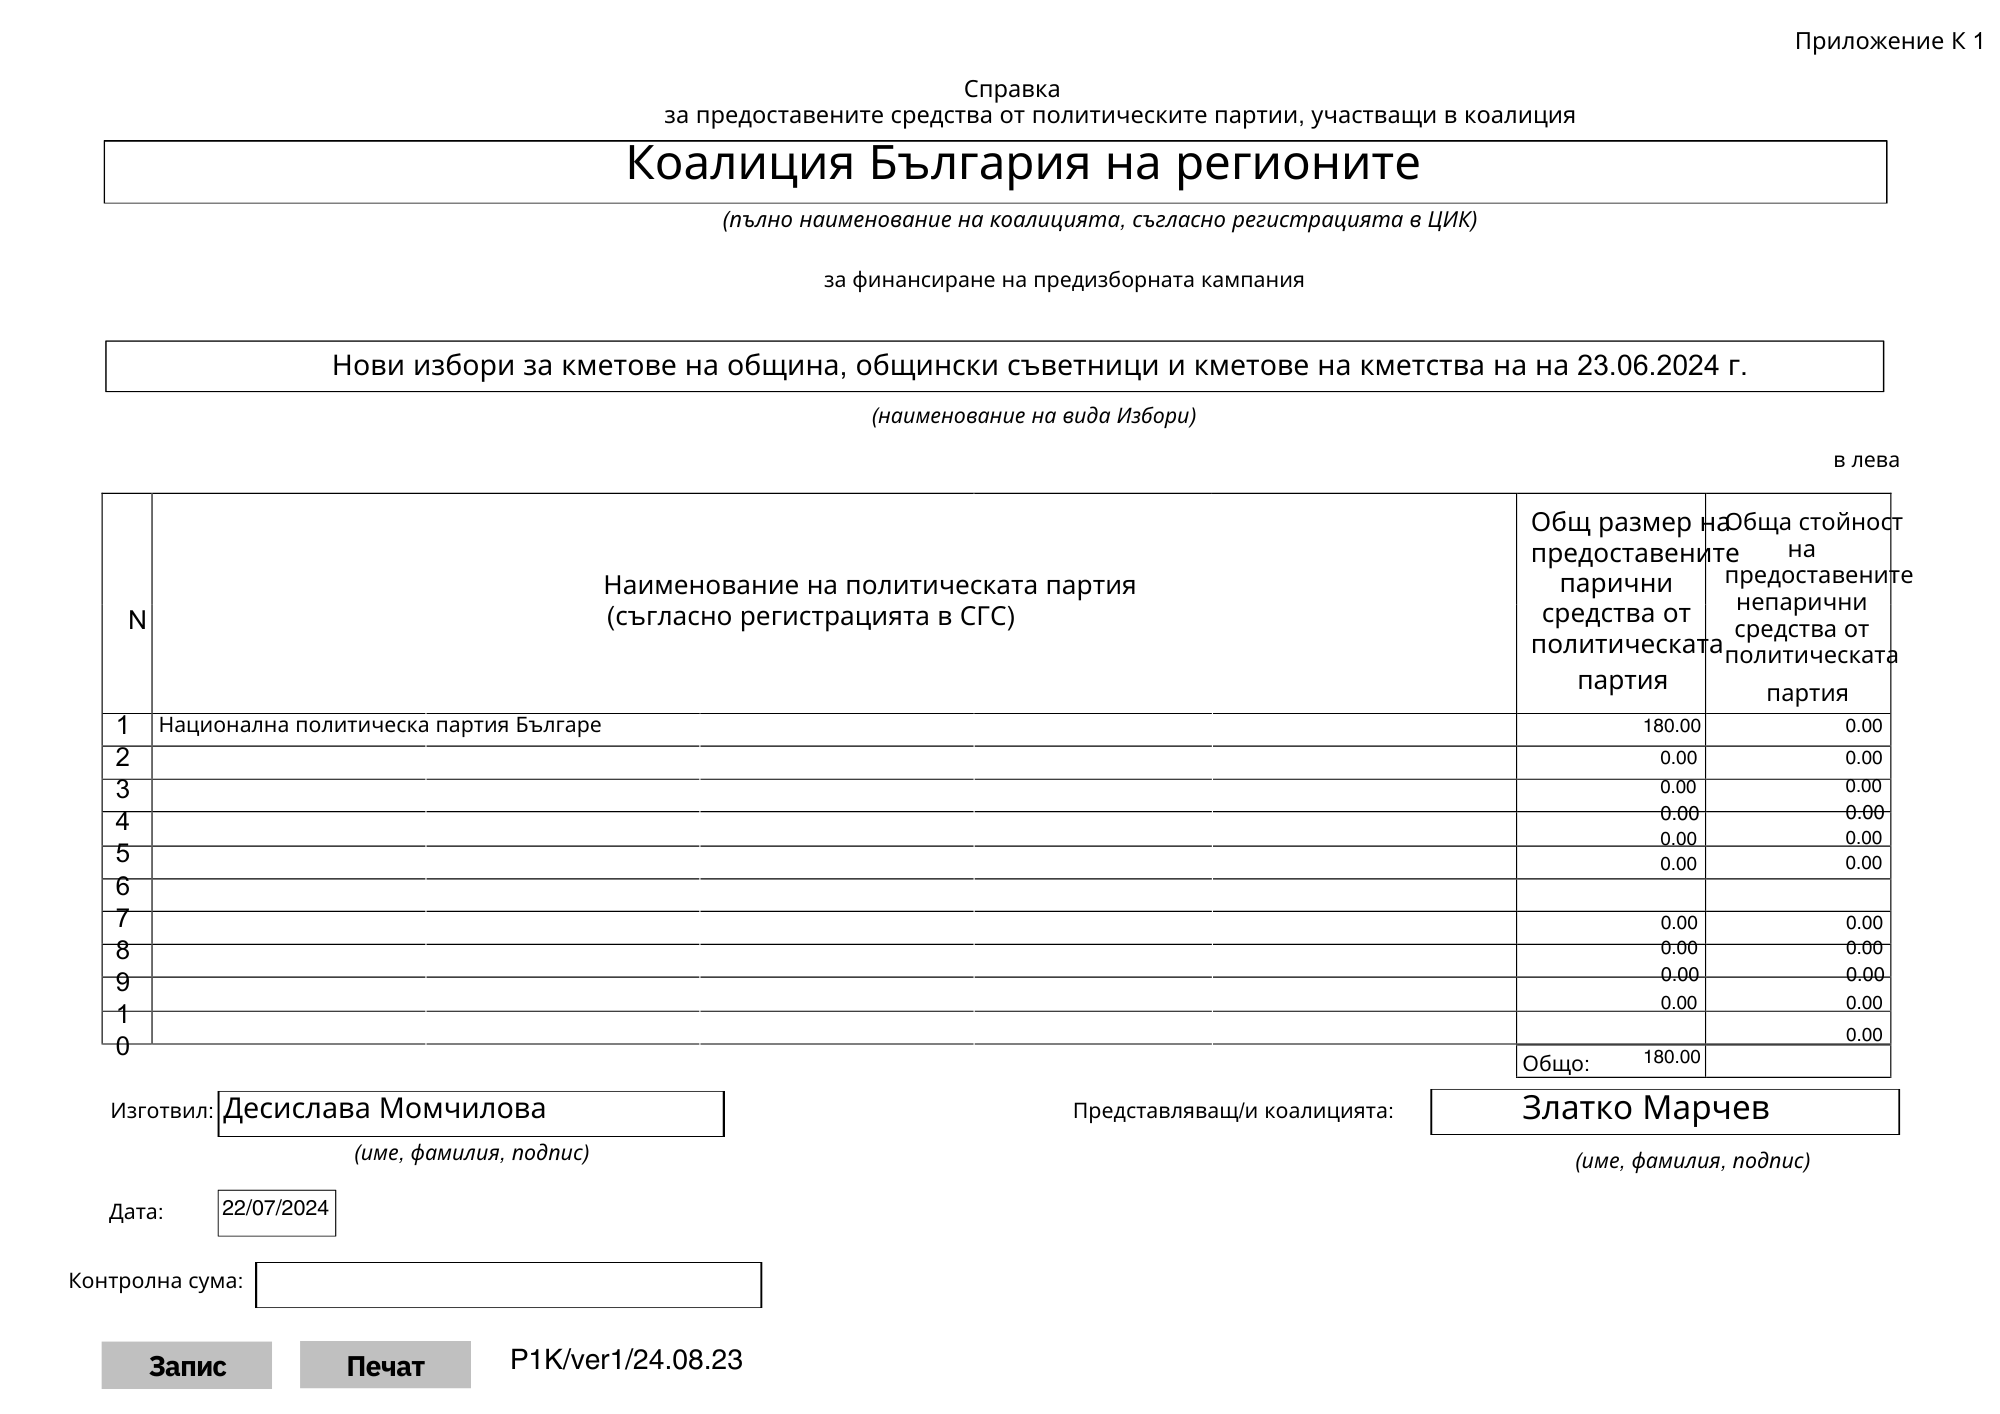 Приложение К 1
Справка
за предоставените средства от политическите партии, участващи в коалиция
Коалиция България на регионите
(пълно наименование на коалицията, съгласно регистрацията в ЦИК)
за финансиране на предизборната кампания
Нови избори за кметове на община, общински съветници и кметове на кметства на на 23.06.2024 г.
(наименование на вида Избори)
в лева
N
Наименование на политическата партия
(съгласно регистрацията в СГС)
Общ размер на
предоставените
парични
средства от
политическата
партия
Обща стойност
на
предоставените
непарични
средства от
политическата
партия
1 Национална политическа партия Българе 180.00 0.00
2 0.00 0.00
3 0.00 0.00
4 0.00 0.00
0.00 0.00
5 0.00 0.00
6
7 0.00 0.00
8 0.00 0.00
9 0.00 0.00
1 0.00 0.00
0 0.00
Общо: 180.00
Изготвил: Десислава Момчилова
(име, фамилия, подпис)
Представляващ/и коалицията: Златко Марчев
(име, фамилия, подпис)
Дата: 22/07/2024
Контролна сума:
Запис Печат P1K/ver1/24.08.23